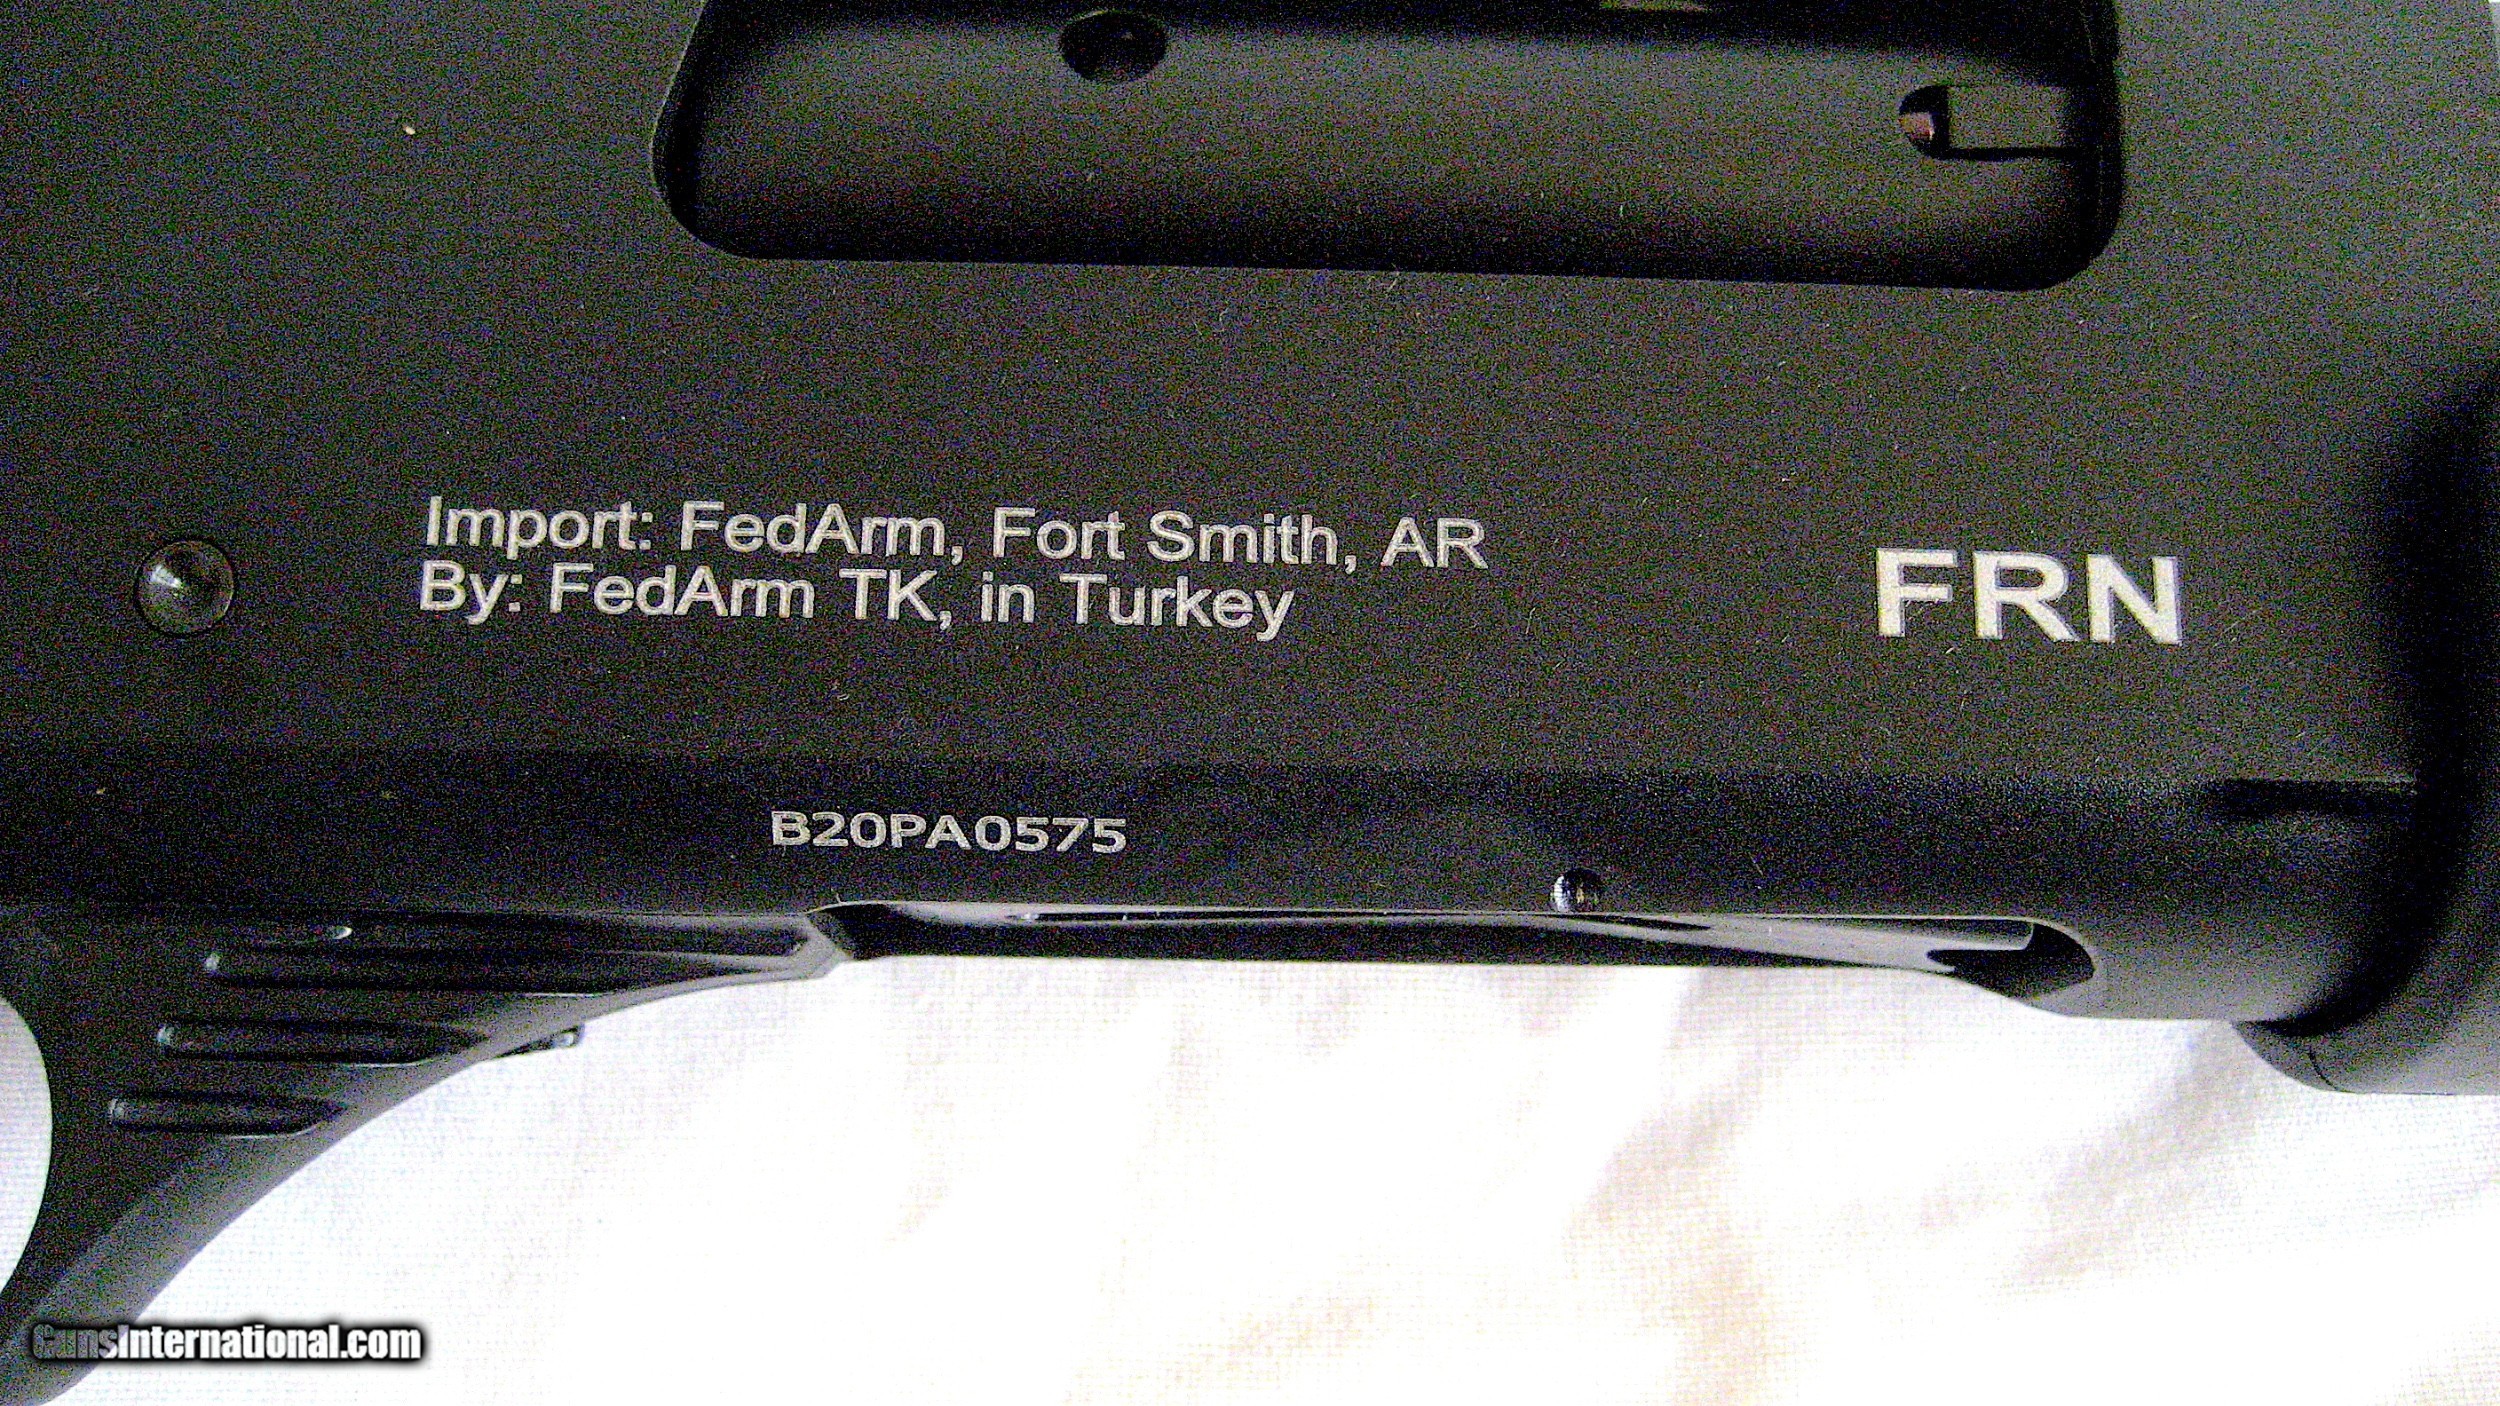 Import: FedArm, Fort Smith, AR
By: FedArm TK, in Turkey
FRN
B20PA0575
GunsInternational.com